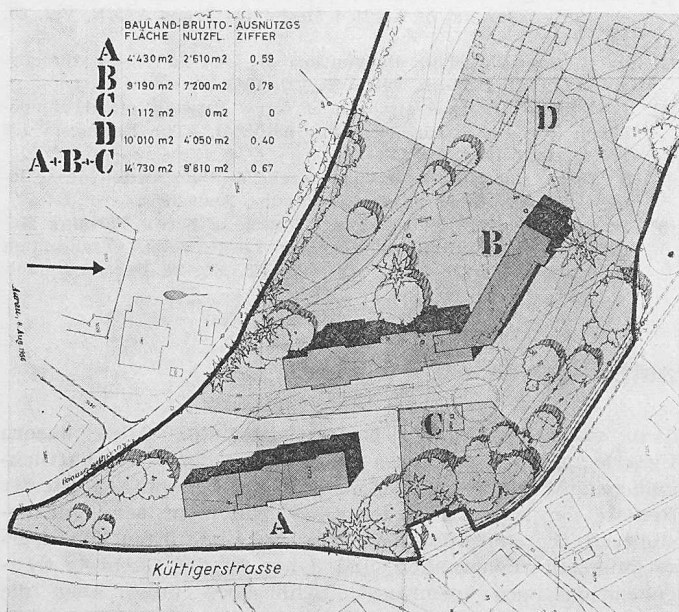 BAULAND- BRUTTO- AUSNÜTZGS
FLÄCHE NUTZFL. ZIFFER
A 4'430 m2 2'610 m2 0,59
B 9'190 m2 7'200 m2 0,78
C 1'112 m2 0 m2 0
D 10'010 m2 4'050 m2 0,40
A+B+C 14'730 m2 9'810 m2 0,67
D
B
C
A
Küttigerstrasse